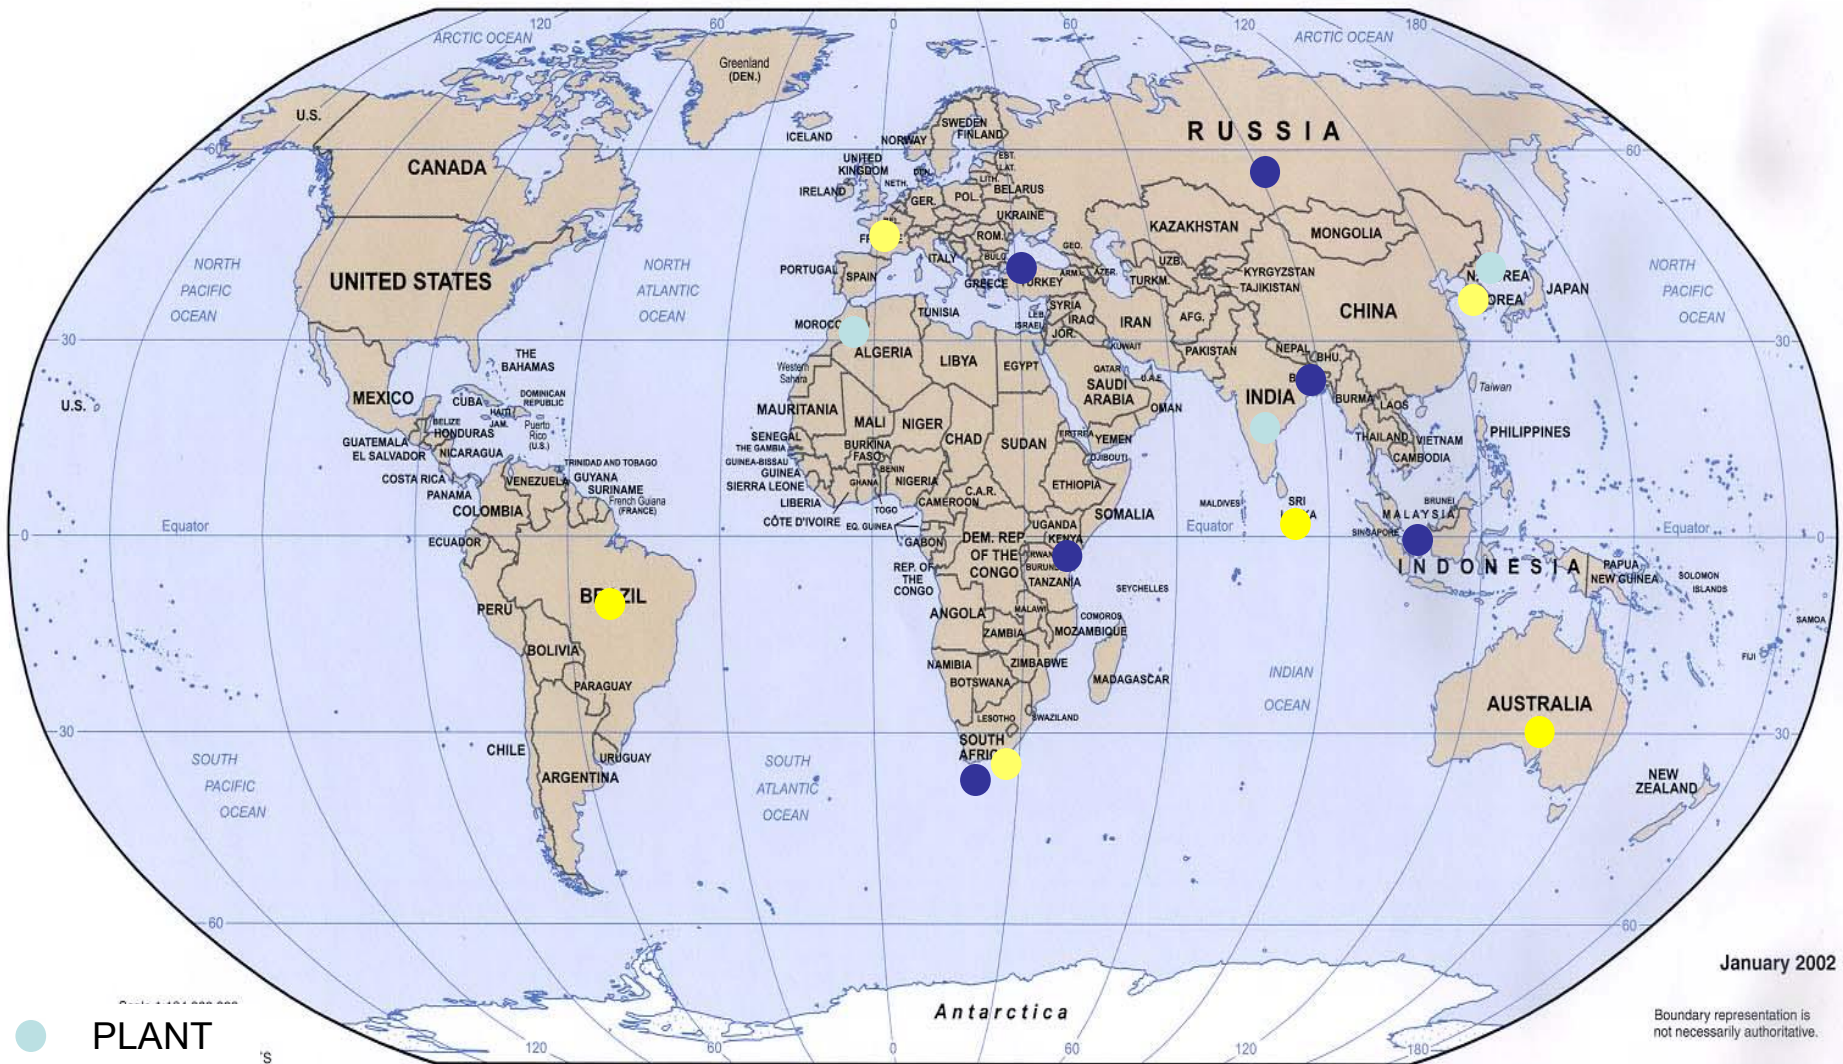 120
60
0
60
120
180
ARCTIC OCEAN
ARCTIC OCEAN
Greenland
(DEN.)
U.S.
ICELAND
RUSSIA
NORWAY
SWEDEN
FINLAND
60
60
CANADA
UNITED
KINGDOM
EST.
LAT.
LITH.
DEN.
NETH.
IRELAND
BELARUS
GER.
POL.
UKRAINE
KAZAKHSTAN
MONGOLIA
ROM.
BULG
ITALY
GEO.
ARM.
AZER.
UZB.
TURKM.
KYRGYZSTAN
TAJIKISTAN
NORTH
PACIFIC
OCEAN
NORTH
ATLANTIC
OCEAN
NORTH
PACIFIC
OCEAN
UNITED STATES
PORTUGAL
SPAIN
GREECE
TURKEY
CHINA
JAPAN
TUNISIA
SYRIA
LEB.
ISRAEL
IRAQ
JOR.
IRAN
AFG.
KUWAIT
PAKISTAN
NEPAL
BHU.
30
30
ALGERIA
LIBYA
EGYPT
Western
Sahara
THE
BAHAMAS
MEXICO
CUBA
DOMINICAN
REPUBLIC
HAITI
JAM.
Puerto
Rico
(U.S.)
U.S.
QATAR
U.A.E.
SAUDI
ARABIA
OMAN
INDIA
BURMA
LAOS
Taiwan
BELIZE
HONDURAS
GUATEMALA
EL SALVADOR
NICARAGUA
COSTA RICA
PANAMA
MAURITANIA
MALI
NIGER
CHAD
SUDAN
ERITREA
YEMEN
DJIBOUTI
SENEGAL
THE GAMBIA
GUINEA-BISSAU
GUINEA
SIERRA LEONE
LIBERIA
CÔTE D'IVOIRE
BURKINA
FASO
BENIN
GHANA
NIGERIA
TOGO
CAMEROON
C.A.R.
ETHIOPIA
SOMALIA
THAILAND
VIETNAM
CAMBODIA
PHILIPPINES
TRINIDAD AND TOBAGO
VENEZUELA
GUYANA
SURINAME
French Guiana
(FRANCE)
COLOMBIA
ECUADOR
EQ. GUINEA
GABON
REP. OF
THE
CONGO
DEM. REP.
OF THE
CONGO
UGANDA
KENYA
TANZANIA
MALDIVES
SRI
BRUNEI
MALAYSIA
SINGAPORE
INDONESIA
PAPUA
NEW GUINEA
SOLOMON
ISLANDS
Equator
Equator
Equator
0
0
SEYCHELLES
PERU
BOLIVIA
PARAGUAY
ANGOLA
ZAMBIA
MALAWI
COMOROS
MOZAMBIQUE
NAMIBIA
ZIMBABWE
BOTSWANA
MADAGASCAR
SAMOA
FIJI
INDIAN
OCEAN
AUSTRALIA
LESOTHO
SWAZILAND
30
30
SOUTH
CHILE
URUGUAY
ARGENTINA
SOUTH
PACIFIC
OCEAN
SOUTH
ATLANTIC
OCEAN
NEW
ZEALAND
60
60
Antarctica
January 2002
Boundary representation is
not necessarily authoritative.
PLANT
120
60
0
60
120
180